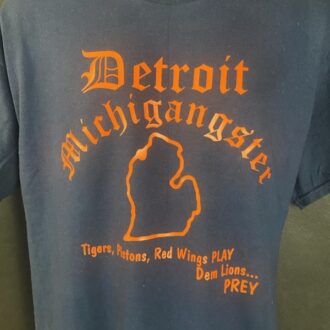 Detroit
Michigangster
Tigers, Pistons, Red Wings PLAY
Dem Lions...
PREY